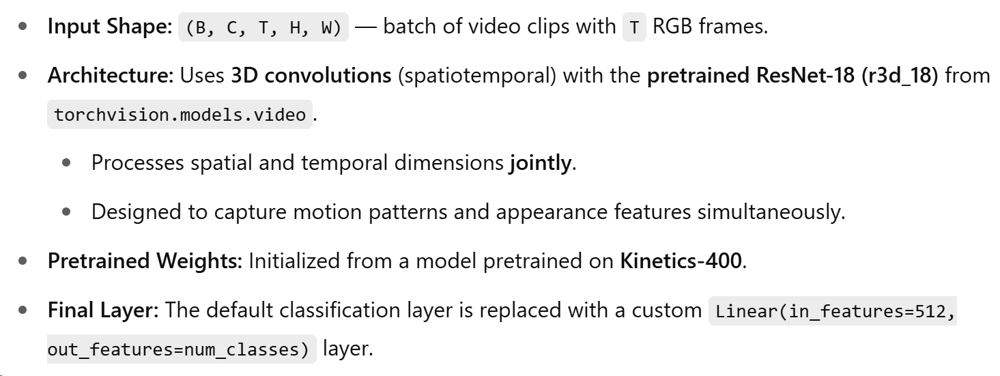 Input Shape: (B, C, T, H, W) — batch of video clips with T RGB frames.
Architecture: Uses 3D convolutions (spatiotemporal) with the pretrained ResNet-18 (r3d_18) from
torchvision.models.video.
Processes spatial and temporal dimensions jointly.
Designed to capture motion patterns and appearance features simultaneously.
Pretrained Weights: Initialized from a model pretrained on Kinetics-400.
Final Layer: The default classification layer is replaced with a custom Linear(in_features=512,
out_features=num_classes) layer.